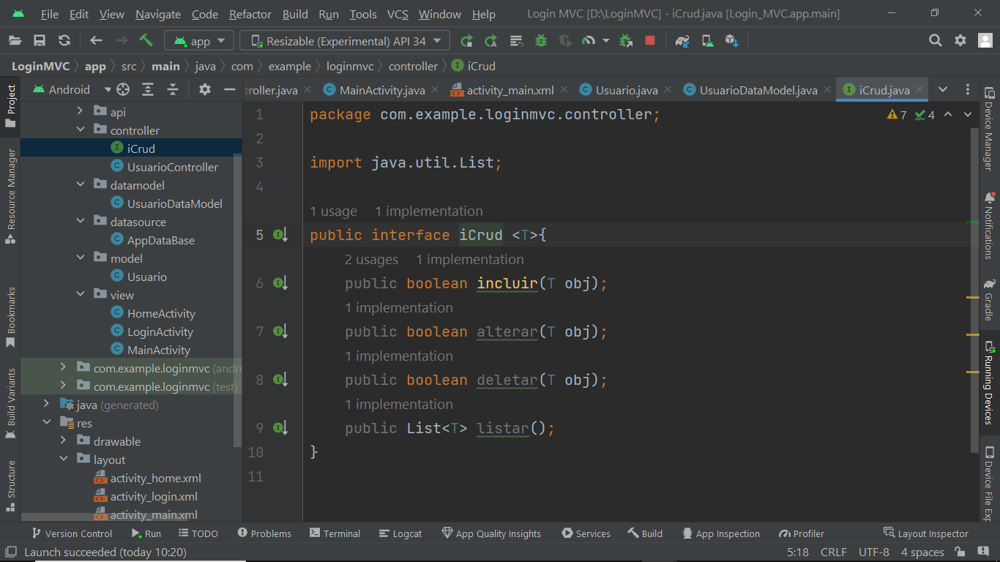 File Edit View Navigate Code Refactor Build Run Tools VCS Window Help Login MVC [D:\LoginMVC] - iCrud.java [Login_MVC.app.main]
app Resizable (Experimental) API 34
LoginMVC app src main java com example loginmvc controller iCrud
Android
troller.java MainActivity.java activity_main.xml Usuario.java UsuarioDataModel.java iCrud.java
Project
Resource Manager
Bookmarks
Build Variants
Structure
api
controller
iCrud
UsuarioController
datamodel
UsuarioDataModel
datasource
AppDataBase
model
Usuario
view
HomeActivity
LoginActivity
MainActivity
com.example.loginmvc (andro
com.example.loginmvc (test)
java (generated)
res
drawable
layout
activity_home.xml
activity_login.xml
activity_main.xml
7 4
1 package com.example.loginmvc.controller;
2
3 import java.util.List;
4
1 usage 1 implementation
5 public interface iCrud <T>{
2 usages 1 implementation
6 public boolean incluir(T obj);
1 implementation
7 public boolean alterar(T obj);
1 implementation
8 public boolean deletar(T obj);
1 implementation
9 public List<T> listar();
10 }
11
Device Manager
Notifications
Gradle
Running Devices
Device File Exp
Version Control Run TODO Problems Terminal Logcat App Quality Insights Services Build App Inspection Profiler Layout Inspector
Launch succeeded (today 10:20) 5:18 CRLF UTF-8 4 spaces